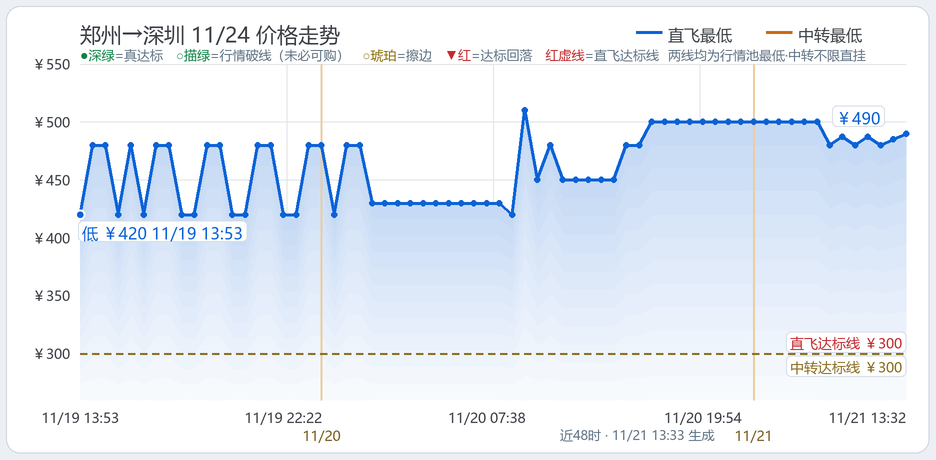 郑州→深圳 11/24 价格走势
直飞最低 中转最低
●深绿=真达标 ○描绿=行情破线（未必可购） ○琥珀=擦边 ▼红=达标回落 红虚线=直飞达标线 两线均为行情池最低·中转不限直挂
¥550
¥500
¥490
¥450
¥400
低 ¥420 11/19 13:53
¥350
直飞达标线 ¥300
¥300
中转达标线 ¥300
11/19 13:53 11/19 22:22 11/20 07:38 11/20 19:54 11/21 13:32
11/20 近48时 · 11/21 13:33 生成 11/21